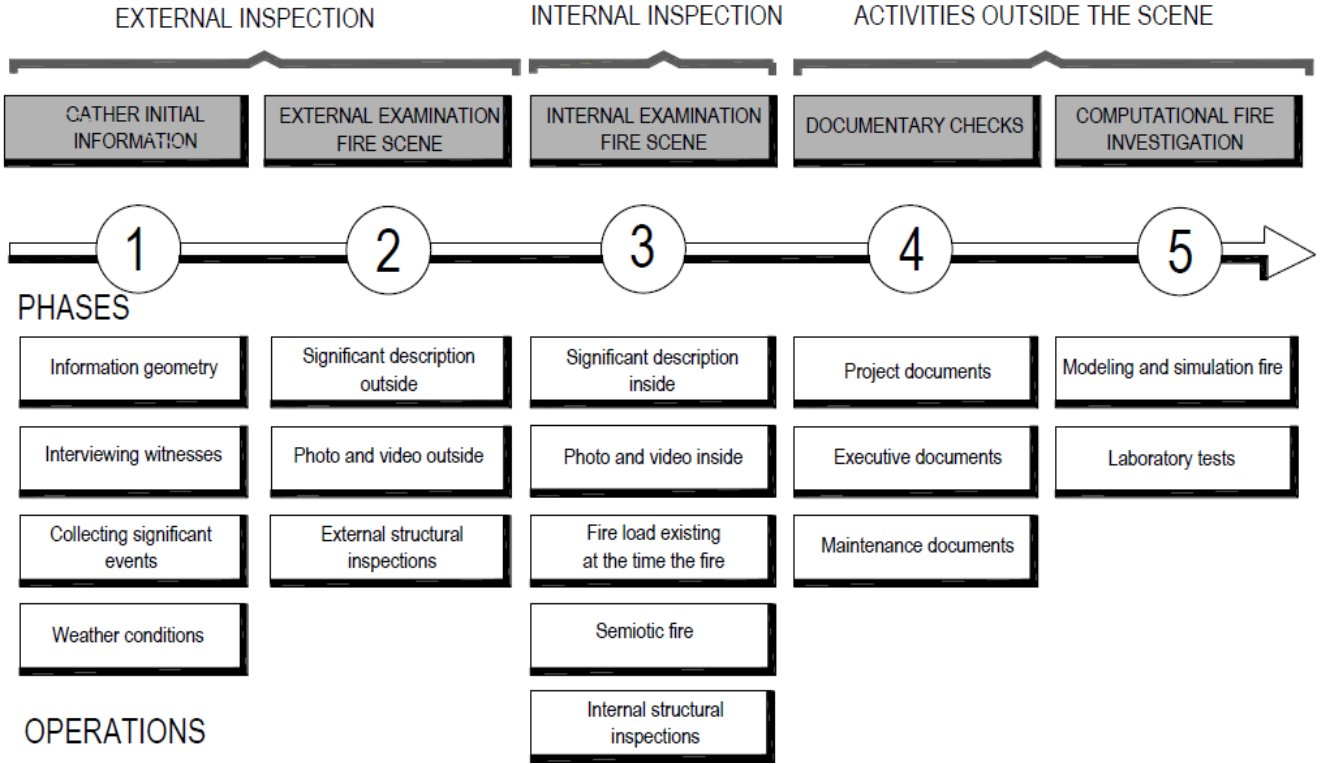 EXTERNAL INSPECTION
INTERNAL INSPECTION
ACTIVITIES OUTSIDE THE SCENE
GATHER INITIAL
INFORMATION
EXTERNAL EXAMINATION
FIRE SCENE
INTERNAL EXAMINATION
FIRE SCENE
DOCUMENTARY CHECKS
COMPUTATIONAL FIRE
INVESTIGATION
1
2
3
4
5
PHASES
Information geometry
Interviewing witnesses
Collecting significant
events
Weather conditions
Significant description
outside
Photo and video outside
External structural
inspections
Significant description
inside
Photo and video inside
Fire load existing
at the time the fire
Semiotic fire
Internal structural
inspections
Project documents
Executive documents
Maintenance documents
Modeling and simulation fire
Laboratory tests
OPERATIONS